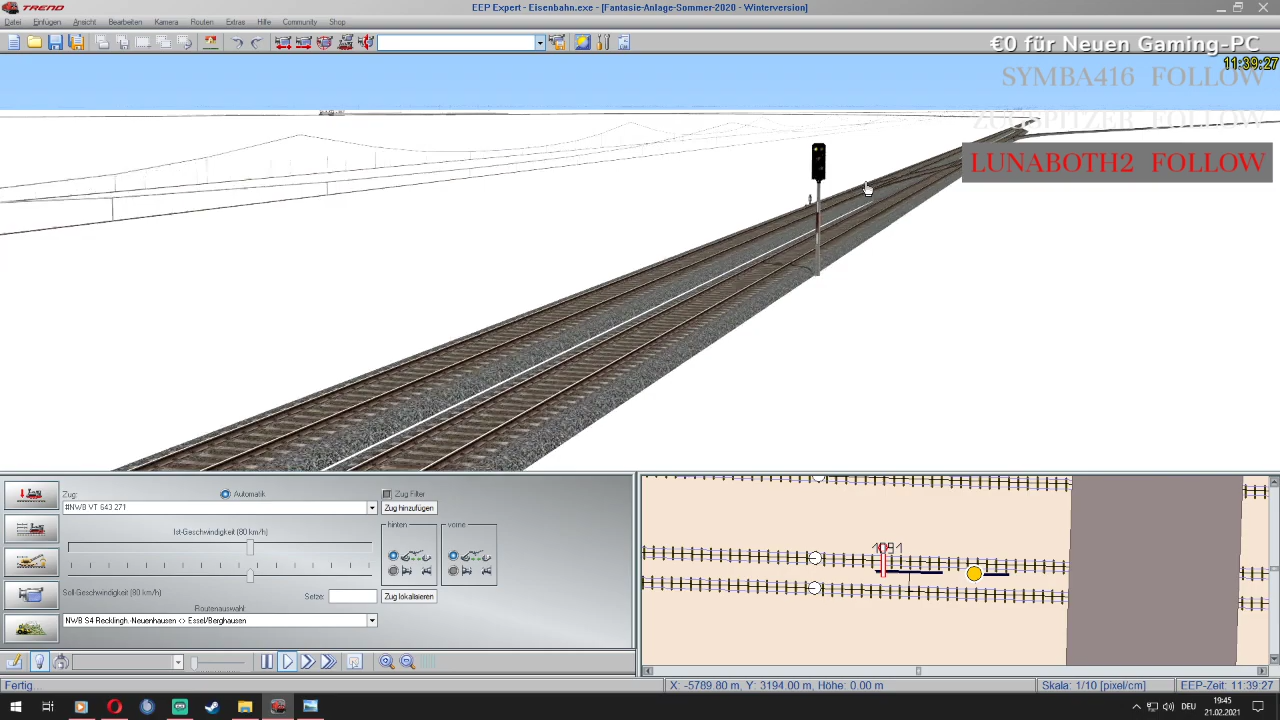 TREND
EEP Expert - Eisenbahn.exe - [Fantasie-Anlage-Sommer-2020 - Winterversion]
Datei Einfügen Ansicht Bearbeiten Kamera Routen Extras Hilfe Community Shop
€0 für Neuen Gaming-PC
11:39:27
SYMBA416 FOLLOW
FOLLOW
LUNABOTH2 FOLLOW
Zug: Automatik Zug Filter
#NWB VT 643 271 Zug hinzufügen
Ist-Geschwindigkeit (80 km/h) hinten vorne
Soll-Geschwindigkeit (80 km/h) Setze: Zug lokalisieren
Routenauswahl:
NWB S4 Recklingh.-Neuenhausen <> Essel/Berghausen
1091
Fertig... X: -5789.80 m, Y: 3194.00 m, Höhe: 0.00 m Skala: 1/10 [pixel/cm] EEP-Zeit: 11:39:27
DEU 19:45
21.02.2021